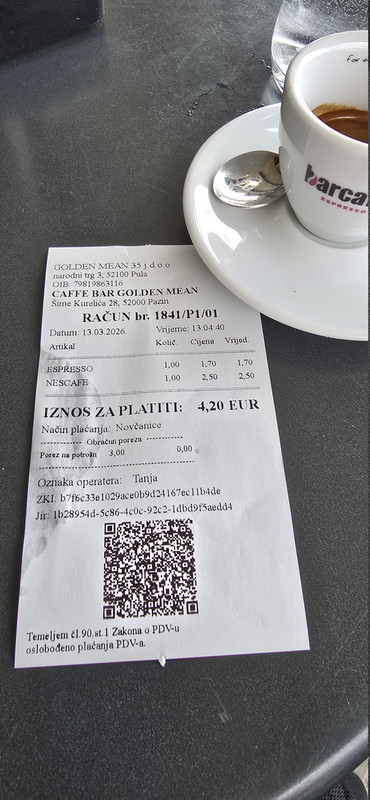 for
barca
ESPRESSO
GOLDEN MEAN 35 j.d.o.o
narodni trg 3, 52100 Pula
OIB: 79819863116
CAFFE BAR GOLDEN MEAN
Šime Kurelića 28, 52000 Pazin
RAČUN br. 1841/P1/01
Datum: 13.03.2026. Vrijeme: 13:04:40
Artikal Količ. Cijena Vrijed.
ESPRESSO 1,00 1,70 1,70
NESCAFE 1,00 2,50 2,50
IZNOS ZA PLATITI: 4,20 EUR
Način plaćanja: Novčanice
Obračun poreza
Porez na potrošn 3,00 0,00
Oznaka operatera: Tanja
ZKI: b7f6c33e1029ace0b9d24167ec11b4de
Jir: 1b28954d-5c86-4c0c-92c2-1dbd9f5aedd4
Temeljem čl.90.st.1 Zakona o PDV-u
oslobođeno plaćanja PDV-a.